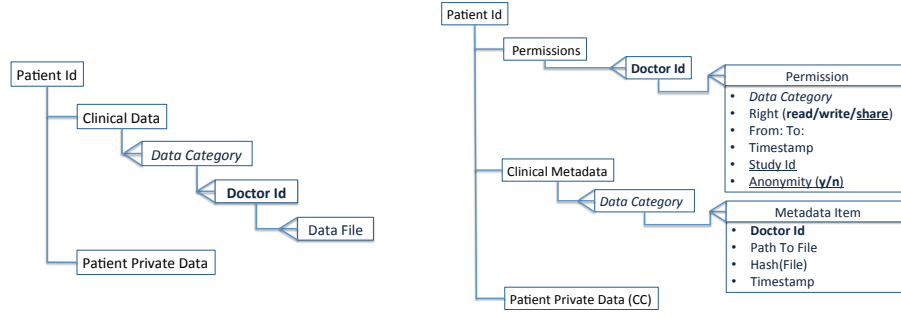 Patient Id
Clinical Data
Data Category
Doctor Id
Data File
Patient Private Data
Patient Id
Permissions
Doctor Id
Permission
• Data Category
• Right (read/write/share)
• From: To:
• Timestamp
• Study Id
• Anonymity (y/n)
Clinical Metadata
Data Category
Metadata Item
• Doctor Id
• Path To File
• Hash(File)
• Timestamp
Patient Private Data (CC)